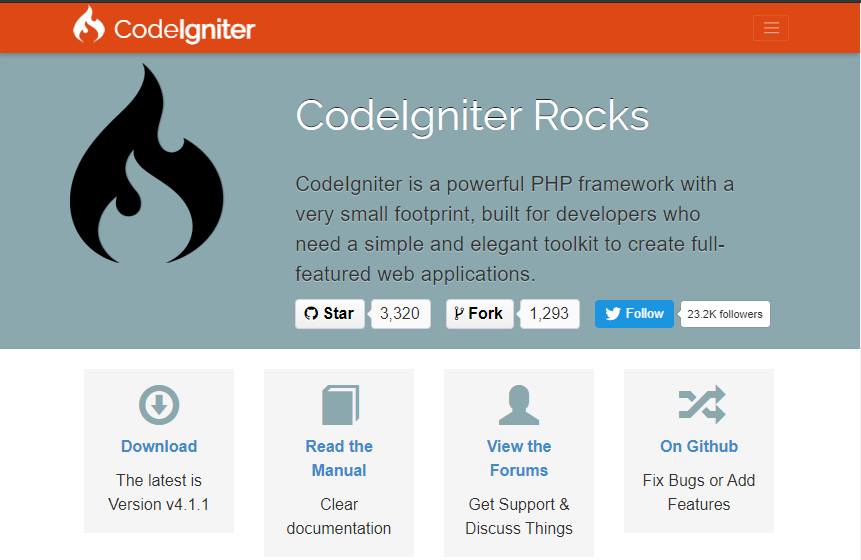 CodeIgniter
CodeIgniter Rocks
CodeIgniter is a powerful PHP framework with a
very small footprint, built for developers who
need a simple and elegant toolkit to create full-
featured web applications.
Star 3,320 Fork 1,293 Follow 23.2K followers
Download
The latest is
Version v4.1.1
Read the
Manual
Clear
documentation
View the
Forums
Get Support &
Discuss Things
On Github
Fix Bugs or Add
Features